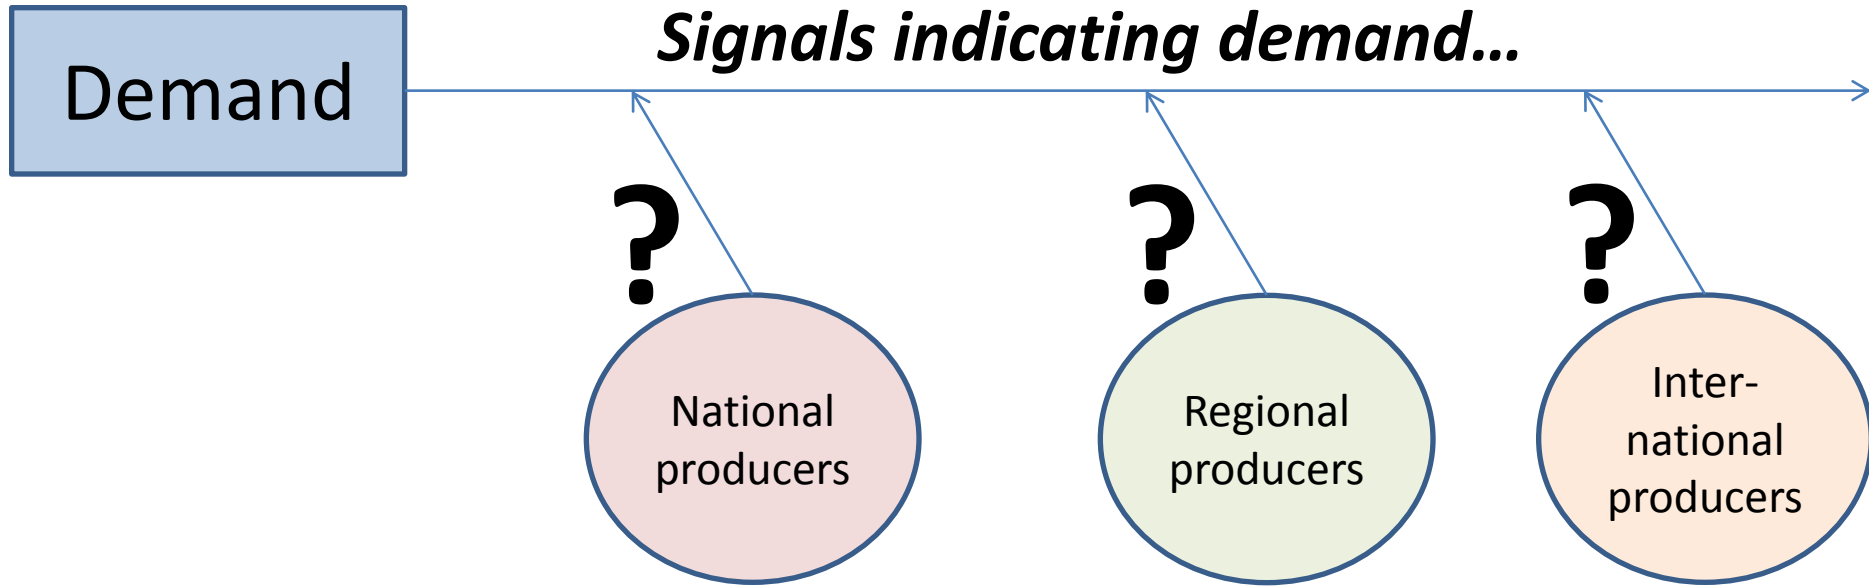 Signals indicating demand…
Demand
?
?
?
National
producers
Regional
producers
Inter-
national
producers